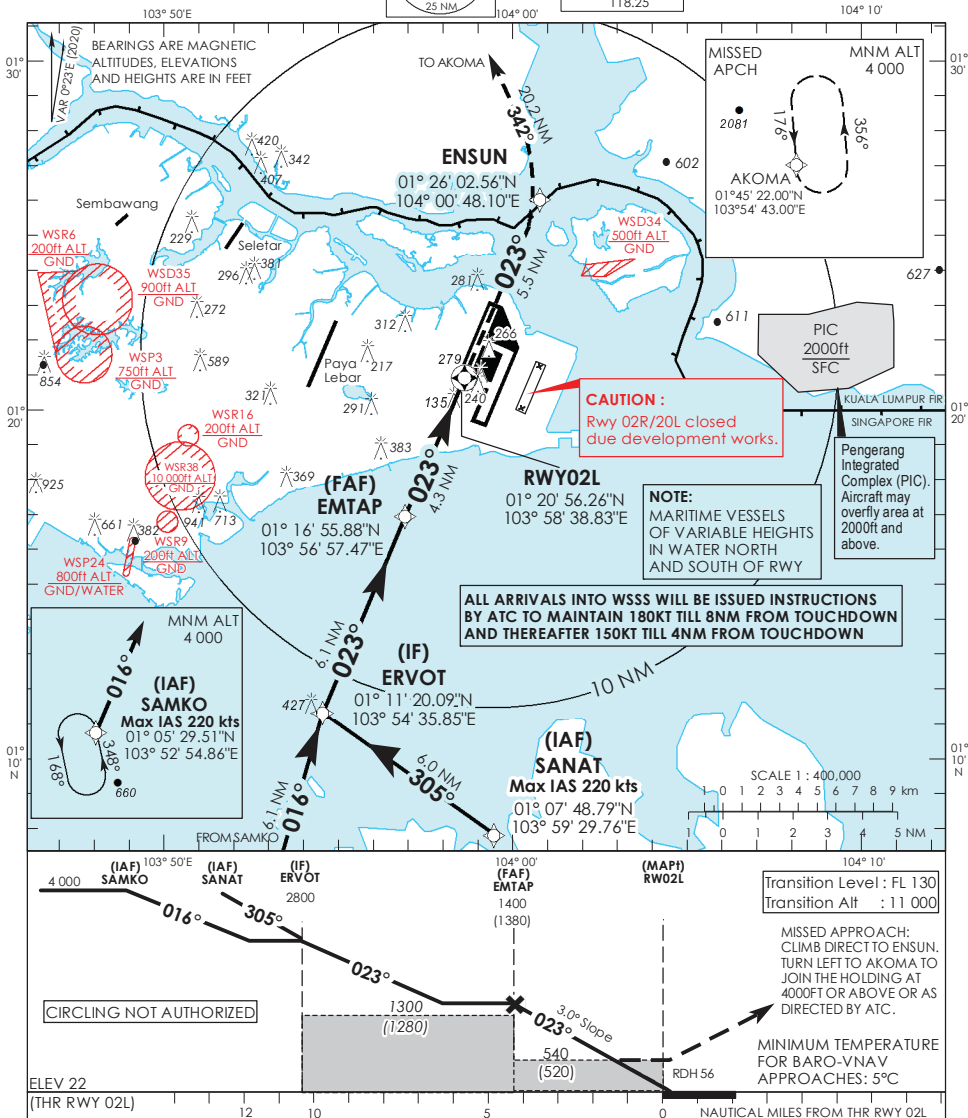 25 NM
118.25
103° 50'E
104° 00'E
104° 10'E
01°
30'
01°
30'
VAR 0°23'E (2020)
BEARINGS ARE MAGNETIC
ALTITUDES, ELEVATIONS
AND HEIGHTS ARE IN FEET
TO AKOMA
20.2 NM
342°
MISSED
APCH
MNM ALT
4 000
2081
176°
356°
AKOMA
01°45' 22.00"N
103°54' 43.00"E
420
342
407
602
ENSUN
01° 26' 02.56"N
104° 00' 48.10"E
Sembawang
229
Seletar
WSR6
200ft ALT
GND
WSD35
900ft ALT
GND
WSD34
500ft ALT
GND
023°
5.5 NM
296
381
281
627
272
312
611
PIC
2000ft
SFC
266
WSP3
750ft ALT
GND
589
217
Paya
Lebar
279
854
240
135
321
291
01°
20'
01°
20'
CAUTION :
Rwy 02R/20L closed
due development works.
KUALA LUMPUR FIR
SINGAPORE FIR
WSR16
200ft ALT
GND
383
Pengerang
Integrated
Complex (PIC).
Aircraft may
overfly area at
2000ft and
above.
WSR38
10 000ft ALT
GND
925
369
023°
4.3 NM
(FAF)
EMTAP
01° 16' 55.88"N
103° 56' 57.47"E
RWY02L
01° 20' 56.26"N
103° 58' 38.83"E
NOTE:
MARITIME VESSELS
OF VARIABLE HEIGHTS
IN WATER NORTH
AND SOUTH OF RWY
661
382
941
713
WSR9
200ft ALT
GND
WSP24
800ft ALT
GND/WATER
ALL ARRIVALS INTO WSSS WILL BE ISSUED INSTRUCTIONS
BY ATC TO MAINTAIN 180KT TILL 8NM FROM TOUCHDOWN
AND THEREAFTER 150KT TILL 4NM FROM TOUCHDOWN
MNM ALT
4 000
016°
(IAF)
SAMKO
Max IAS 220 kts
01° 05' 29.51"N
103° 52' 54.86"E
168°
348°
660
6.1 NM
023°
(IF)
ERVOT
01° 11' 20.09"N
103° 54' 35.85"E
427
10 NM
01°
10'
N
01°
10'
N
6.0 NM
305°
(IAF)
SANAT
Max IAS 220 kts
01° 07' 48.79"N
103° 59' 29.76"E
6.1 NM
016°
FROM SAMKO
SCALE 1 : 400,000
1 0 1 2 3 4 5 6 7 8 9 km
1 0 1 2 3 4 5 NM
103° 50'E
104° 00'E
104° 10'E
(IAF)
SAMKO
(IAF)
SANAT
(IF)
ERVOT
2800
(FAF)
EMTAP
1400
(1380)
(MAPt)
RW02L
4 000
016°
305°
023°
023°
3.0° Slope
Transition Level : FL 130
Transition Alt : 11 000
MISSED APPROACH:
CLIMB DIRECT TO ENSUN.
TURN LEFT TO AKOMA TO
JOIN THE HOLDING AT
4000FT OR ABOVE OR AS
DIRECTED BY ATC.
CIRCLING NOT AUTHORIZED
1300
(1280)
540
(520)
RDH 56
MINIMUM TEMPERATURE
FOR BARO-VNAV
APPROACHES: 5°C
ELEV 22
(THR RWY 02L)
12 10 5 0
NAUTICAL MILES FROM THR RWY 02L